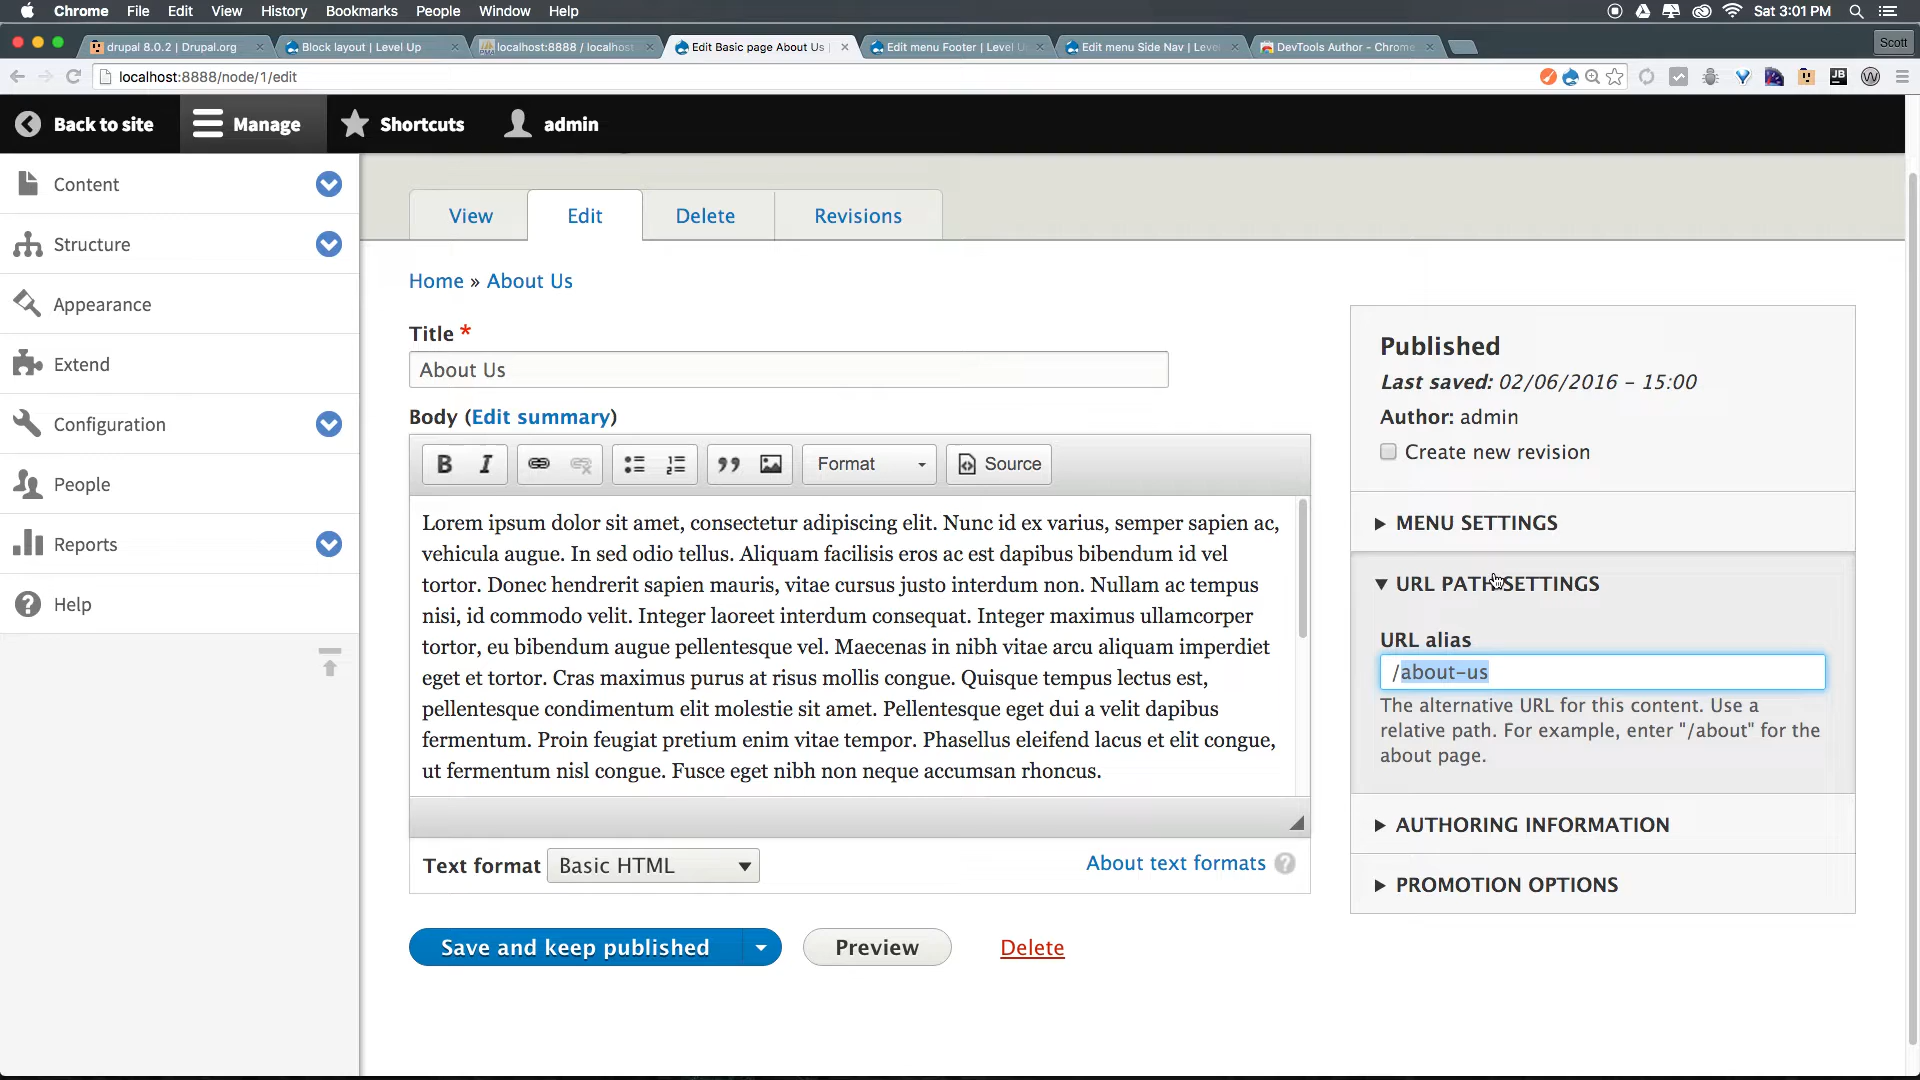 Chrome File Edit View History Bookmarks People Window Help Sat 3:01 PM
drupal 8.0.2 | Drupal.org Block layout | Level Up localhost:8888 / localhost Edit Basic page About Us | Edit menu Footer | Level U Edit menu Side Nav | Level DevTools Author - Chrome Scott
localhost:8888/node/1/edit JB W
Back to site Manage Shortcuts admin
Content
Structure
Appearance
Extend
Configuration
People
Reports
Help
View Edit Delete Revisions
Home » About Us
Title *
About Us
Body (Edit summary)
B I Format Source
Lorem ipsum dolor sit amet, consectetur adipiscing elit. Nunc id ex varius, semper sapien ac,
vehicula augue. In sed odio tellus. Aliquam facilisis eros ac est dapibus bibendum id vel
tortor. Donec hendrerit sapien mauris, vitae cursus justo interdum non. Nullam ac tempus
nisi, id commodo velit. Integer laoreet interdum consequat. Integer maximus ullamcorper
tortor, eu bibendum augue pellentesque vel. Maecenas in nibh vitae arcu aliquam imperdiet
eget et tortor. Cras maximus purus at risus mollis congue. Quisque tempus lectus est,
pellentesque condimentum elit molestie sit amet. Pellentesque eget dui a velit dapibus
fermentum. Proin feugiat pretium enim vitae tempor. Phasellus eleifend lacus et elit congue,
ut fermentum nisl congue. Fusce eget nibh non neque accumsan rhoncus.
Text format Basic HTML About text formats ?
Save and keep published Preview Delete
Published
Last saved: 02/06/2016 - 15:00
Author: admin
Create new revision
MENU SETTINGS
URL PATH SETTINGS
URL alias
/about-us
The alternative URL for this content. Use a
relative path. For example, enter "/about" for the
about page.
AUTHORING INFORMATION
PROMOTION OPTIONS